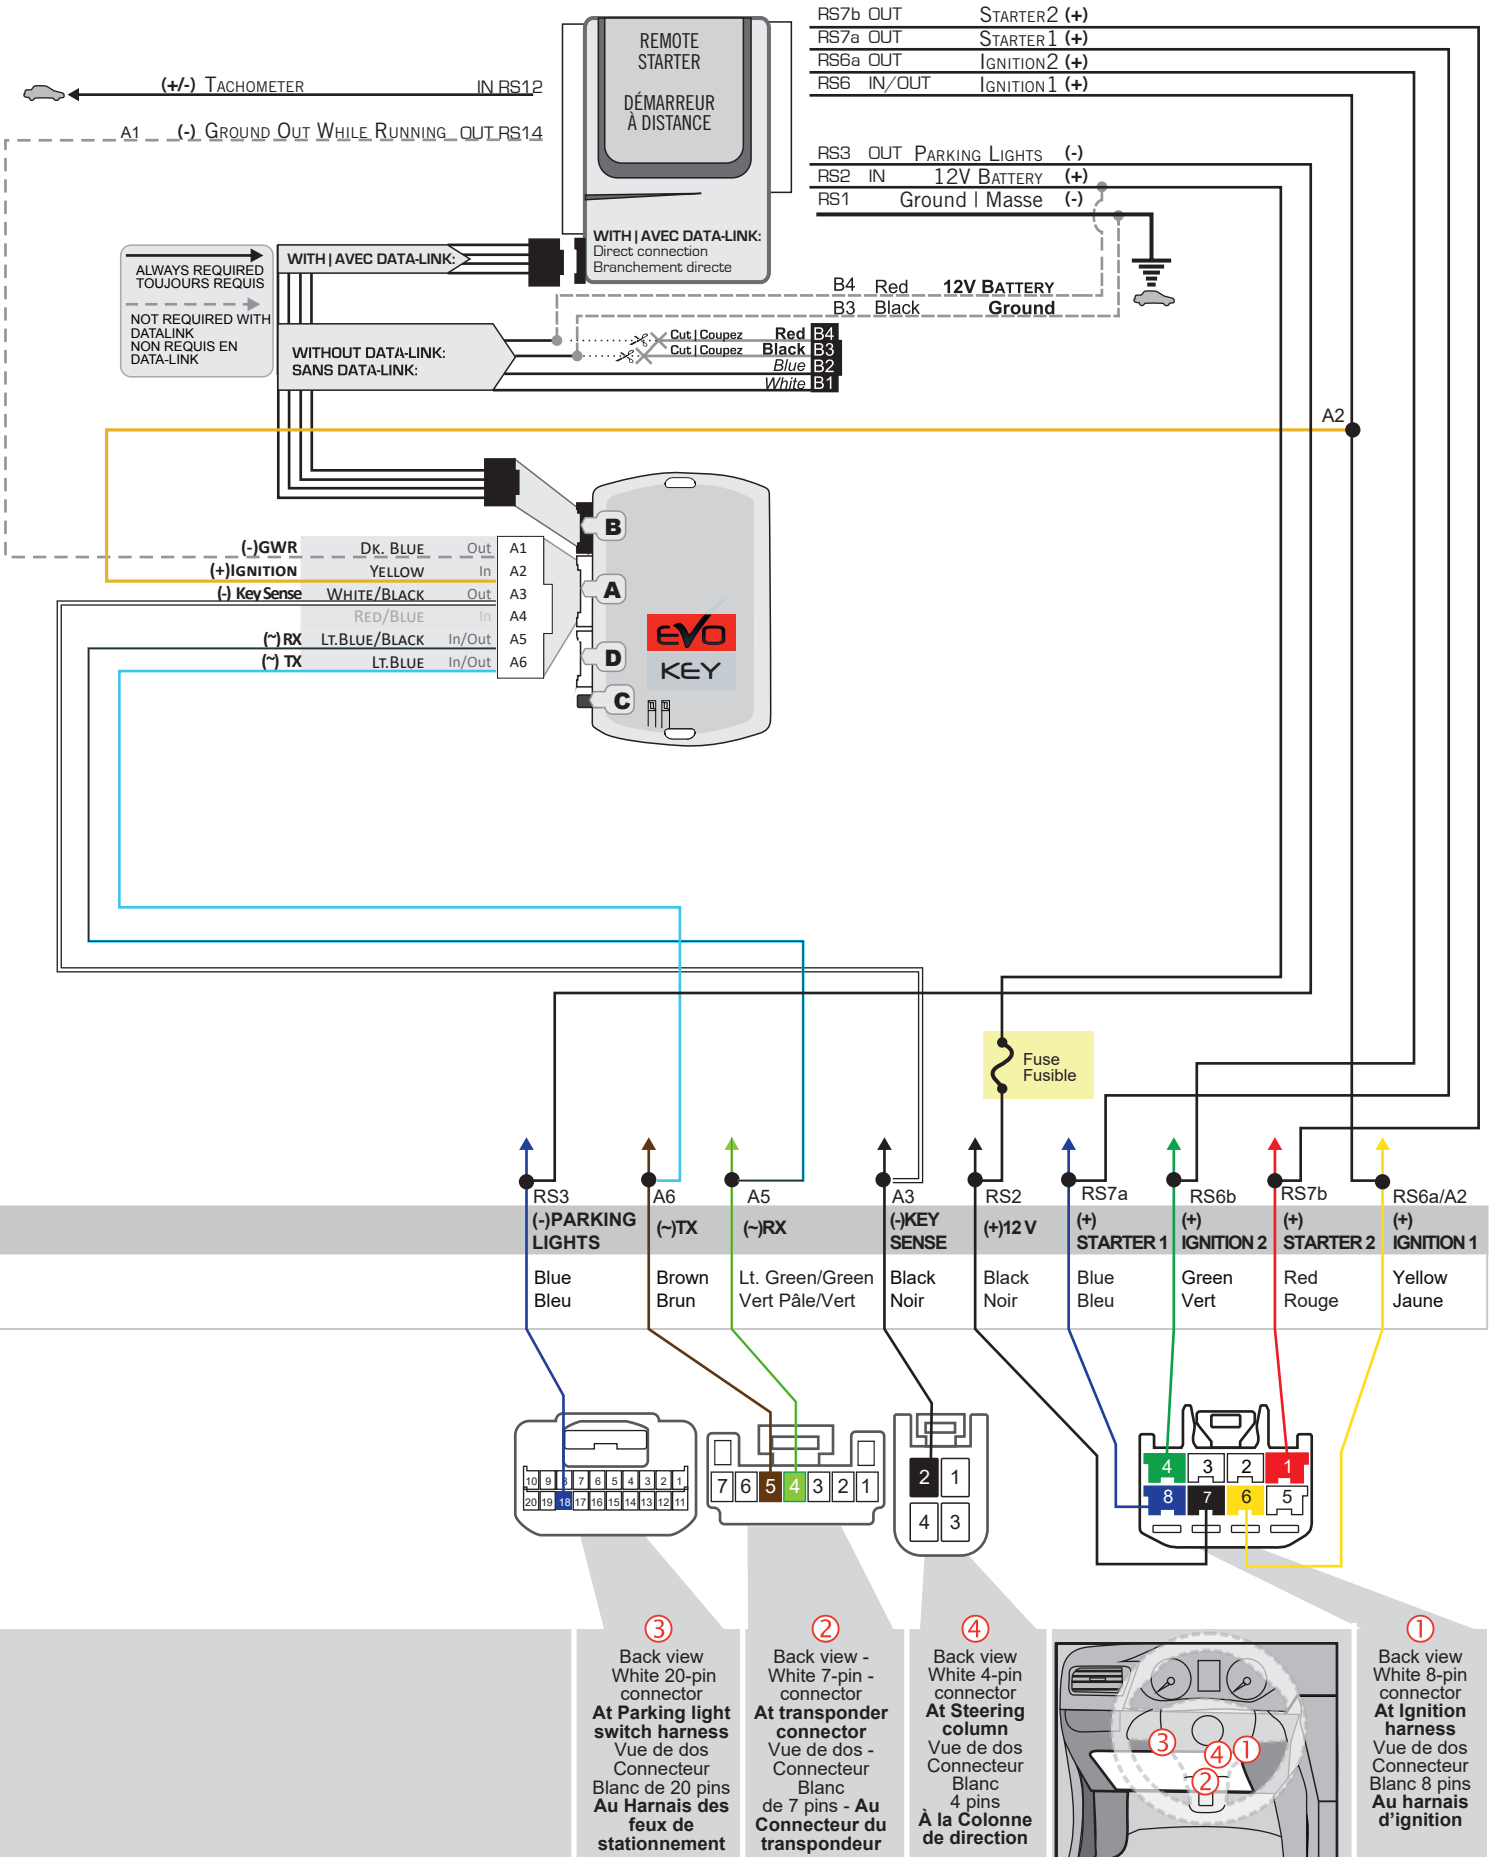 RS7b OUT STARTER2 (+)
RS7a OUT STARTER1 (+)
RS6a OUT IGNITION2 (+)
RS6 IN/OUT IGNITION1 (+)
REMOTE
STARTER
DÉMARREUR
À DISTANCE
(+/-) TACHOMETER IN RS12
A1 (-) GROUND OUT WHILE RUNNING OUT RS14
RS3 OUT PARKING LIGHTS (-)
RS2 IN 12V BATTERY (+)
RS1 Ground | Masse (-)
WITH | AVEC DATA-LINK:
Direct connection
Branchement directe
ALWAYS REQUIRED
TOUJOURS REQUIS
NOT REQUIRED WITH
DATALINK
NON REQUIS EN
DATA-LINK
WITH | AVEC DATA-LINK:
WITHOUT DATA-LINK:
SANS DATA-LINK:
B4 Red 12V BATTERY
B3 Black Ground
Cut | Coupez Red B4
Cut | Coupez Black B3
Blue B2
White B1
A2
(-)GWR DK. BLUE Out A1
(+)IGNITION YELLOW In A2
(-) Key Sense WHITE/BLACK Out A3
RED/BLUE In A4
(~) RX LT.BLUE/BLACK In/Out A5
(~) TX LT.BLUE In/Out A6
B
A
D
C
EVO
KEY
Fuse
Fusible
RS3 A6 A5 A3 RS2 RS7a RS6b RS7b RS6a/A2
(-)PARKING
LIGHTS
(~)TX
(~)RX
(-)KEY
SENSE
(+)12 V
(+)
STARTER 1
(+)
IGNITION 2
(+)
STARTER 2
(+)
IGNITION 1
Blue
Bleu
Brown
Brun
Lt. Green/Green
Vert Pâle/Vert
Black
Noir
Black
Noir
Blue
Bleu
Green
Vert
Red
Rouge
Yellow
Jaune
10 9 8 7 6 5 4 3 2 1
20 19 18 17 16 15 14 13 12 11
7 6 5 4 3 2 1
2 1
4 3
4 3 2 1
8 7 6 5
3
Back view
White 20-pin
connector
At Parking light
switch harness
Vue de dos
Connecteur
Blanc de 20 pins
Au Harnais des
feux de
stationnement
2
Back view -
White 7-pin -
connector
At transponder
connector
Vue de dos -
Connecteur
Blanc
de 7 pins - Au
Connecteur du
transpondeur
4
Back view
White 4-pin
connector
At Steering
column
Vue de dos
Connecteur
Blanc
4 pins
À la Colonne
de direction
3 4 1
2
1
Back view
White 8-pin
connector
At Ignition
harness
Vue de dos
Connecteur
Blanc 8 pins
Au harnais
d'ignition